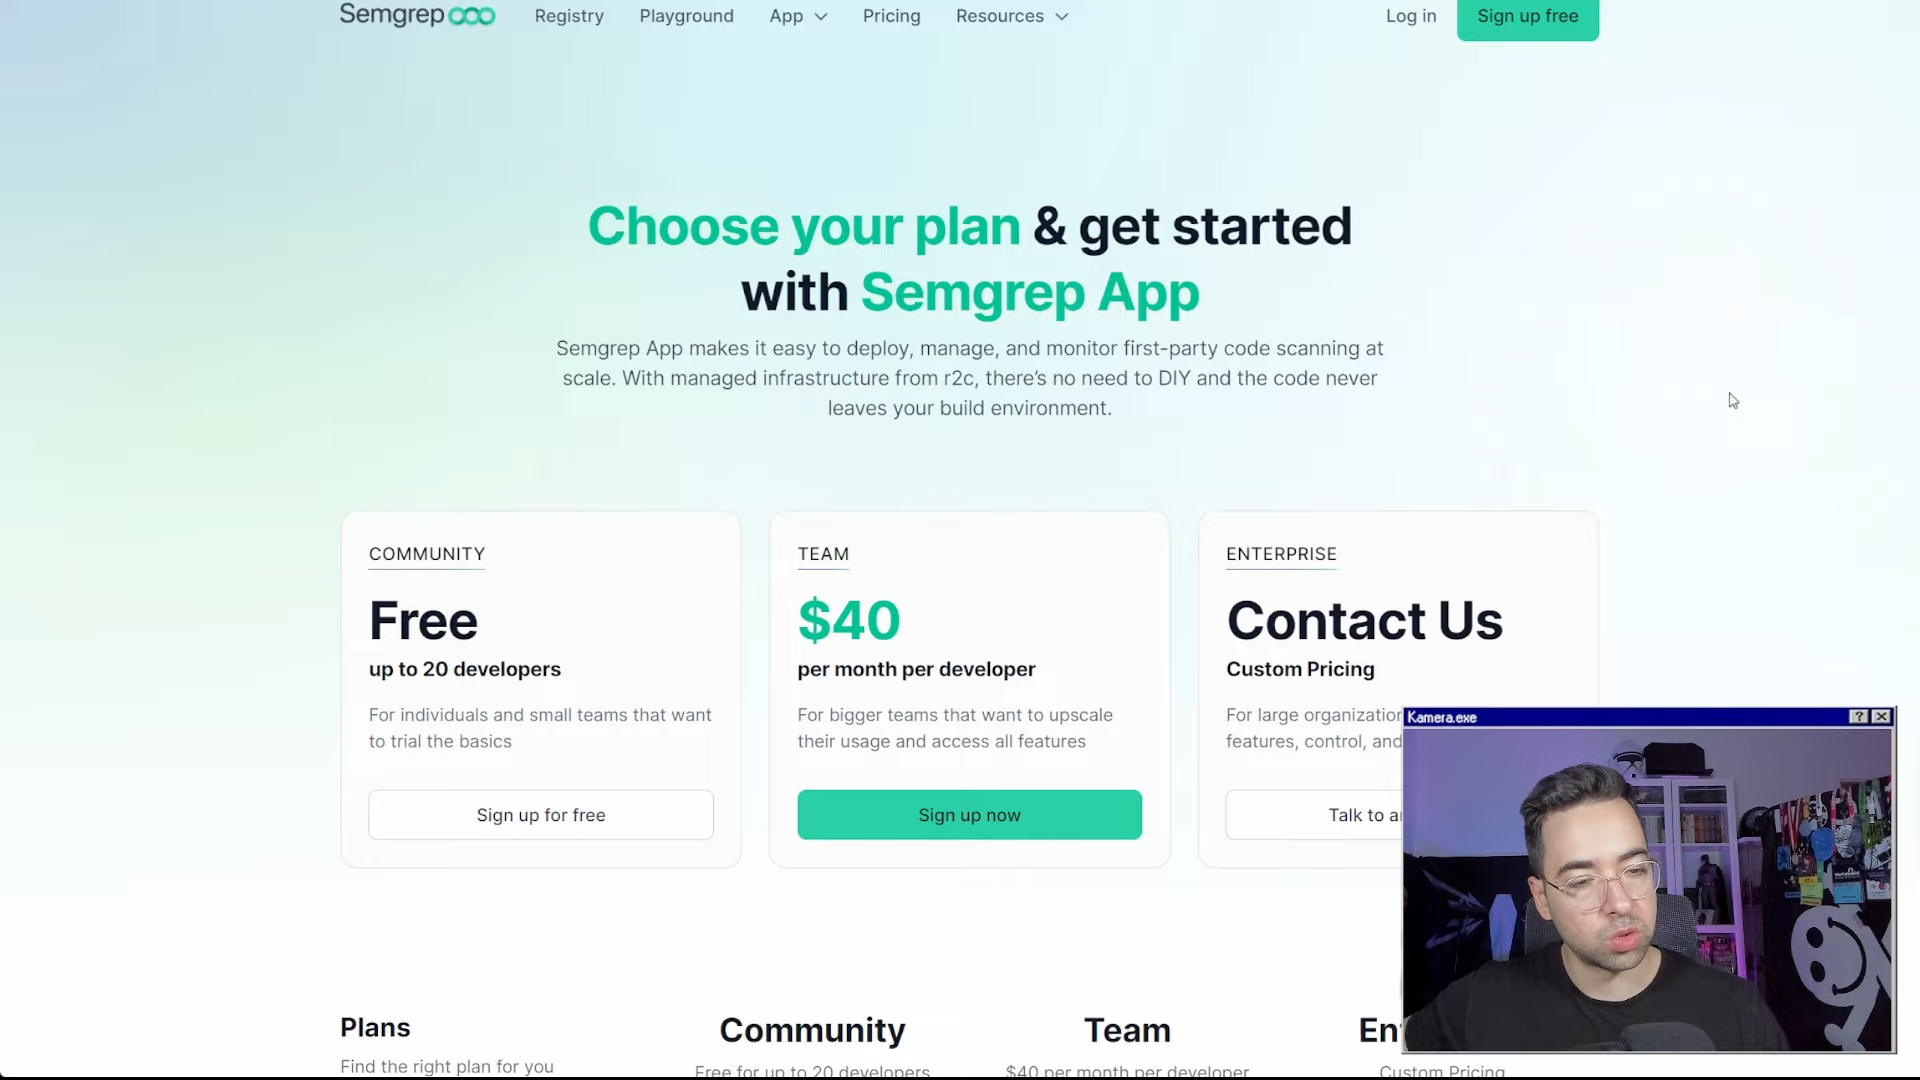 Semgrep
Registry
Playground
App
Pricing
Resources
Log in
Sign up free
Choose your plan & get started
with Semgrep App
Semgrep App makes it easy to deploy, manage, and monitor first-party code scanning at
scale. With managed infrastructure from r2c, there's no need to DIY and the code never
leaves your build environment.
COMMUNITY
Free
up to 20 developers
For individuals and small teams that want
to trial the basics
Sign up for free
TEAM
$40
per month per developer
For bigger teams that want to upscale
their usage and access all features
Sign up now
ENTERPRISE
Contact Us
Custom Pricing
For large
features, control, and
Talk to
Kamera.exe
Plans
Find the right plan for you
Community
Free for up to 20 developers
Team
$40 per month per developer
Custom Pricing